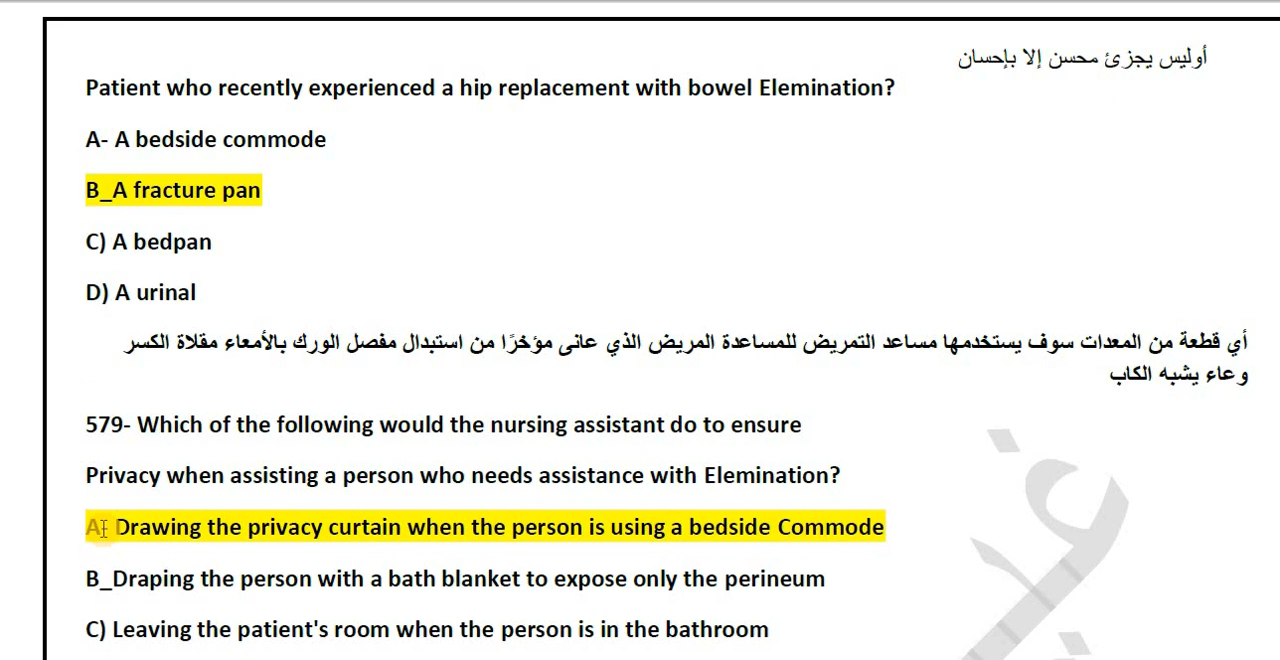 أوليس يجزئ محسن إلا بإحسان
Patient who recently experienced a hip replacement with bowel Elemination?
A- A bedside commode
B_A fracture pan
C) A bedpan
D) A urinal
أي قطعة من المعدات سوف يستخدمها مساعد التمريض للمساعدة المريض الذي عانى مؤخرًا من استبدال مفصل الورك بالأمعاء مقلاة الكسر
وعاء يشبه الكاب
579- Which of the following would the nursing assistant do to ensure
Privacy when assisting a person who needs assistance with Elemination?
A- Drawing the privacy curtain when the person is using a bedside Commode
B_Draping the person with a bath blanket to expose only the perineum
C) Leaving the patient's room when the person is in the bathroom